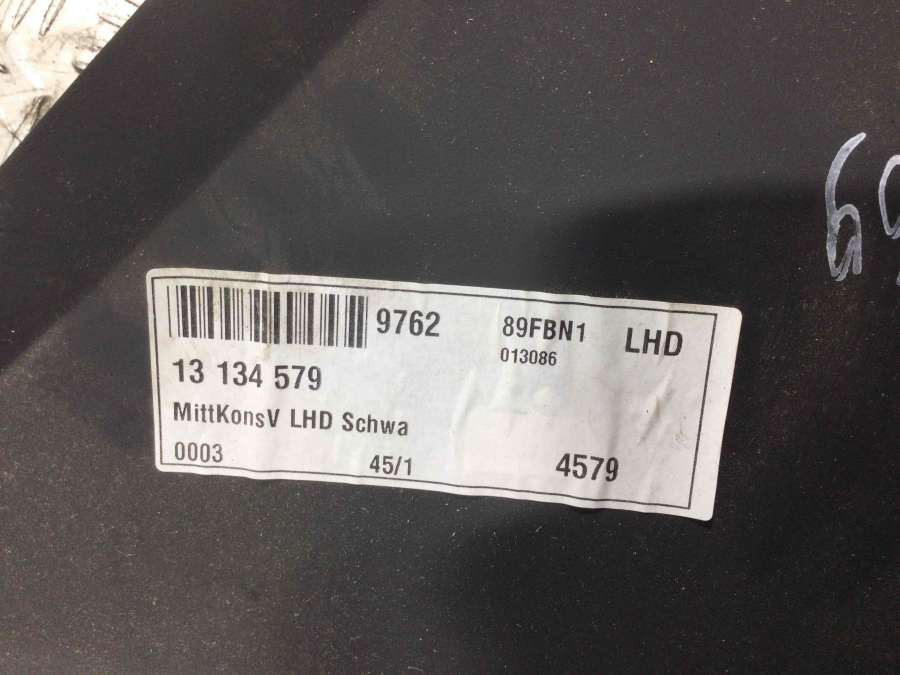 9762 89FBN1 LHD
013086
13 134 579
MittKonsV LHD Schwa
0003 45/1 4579